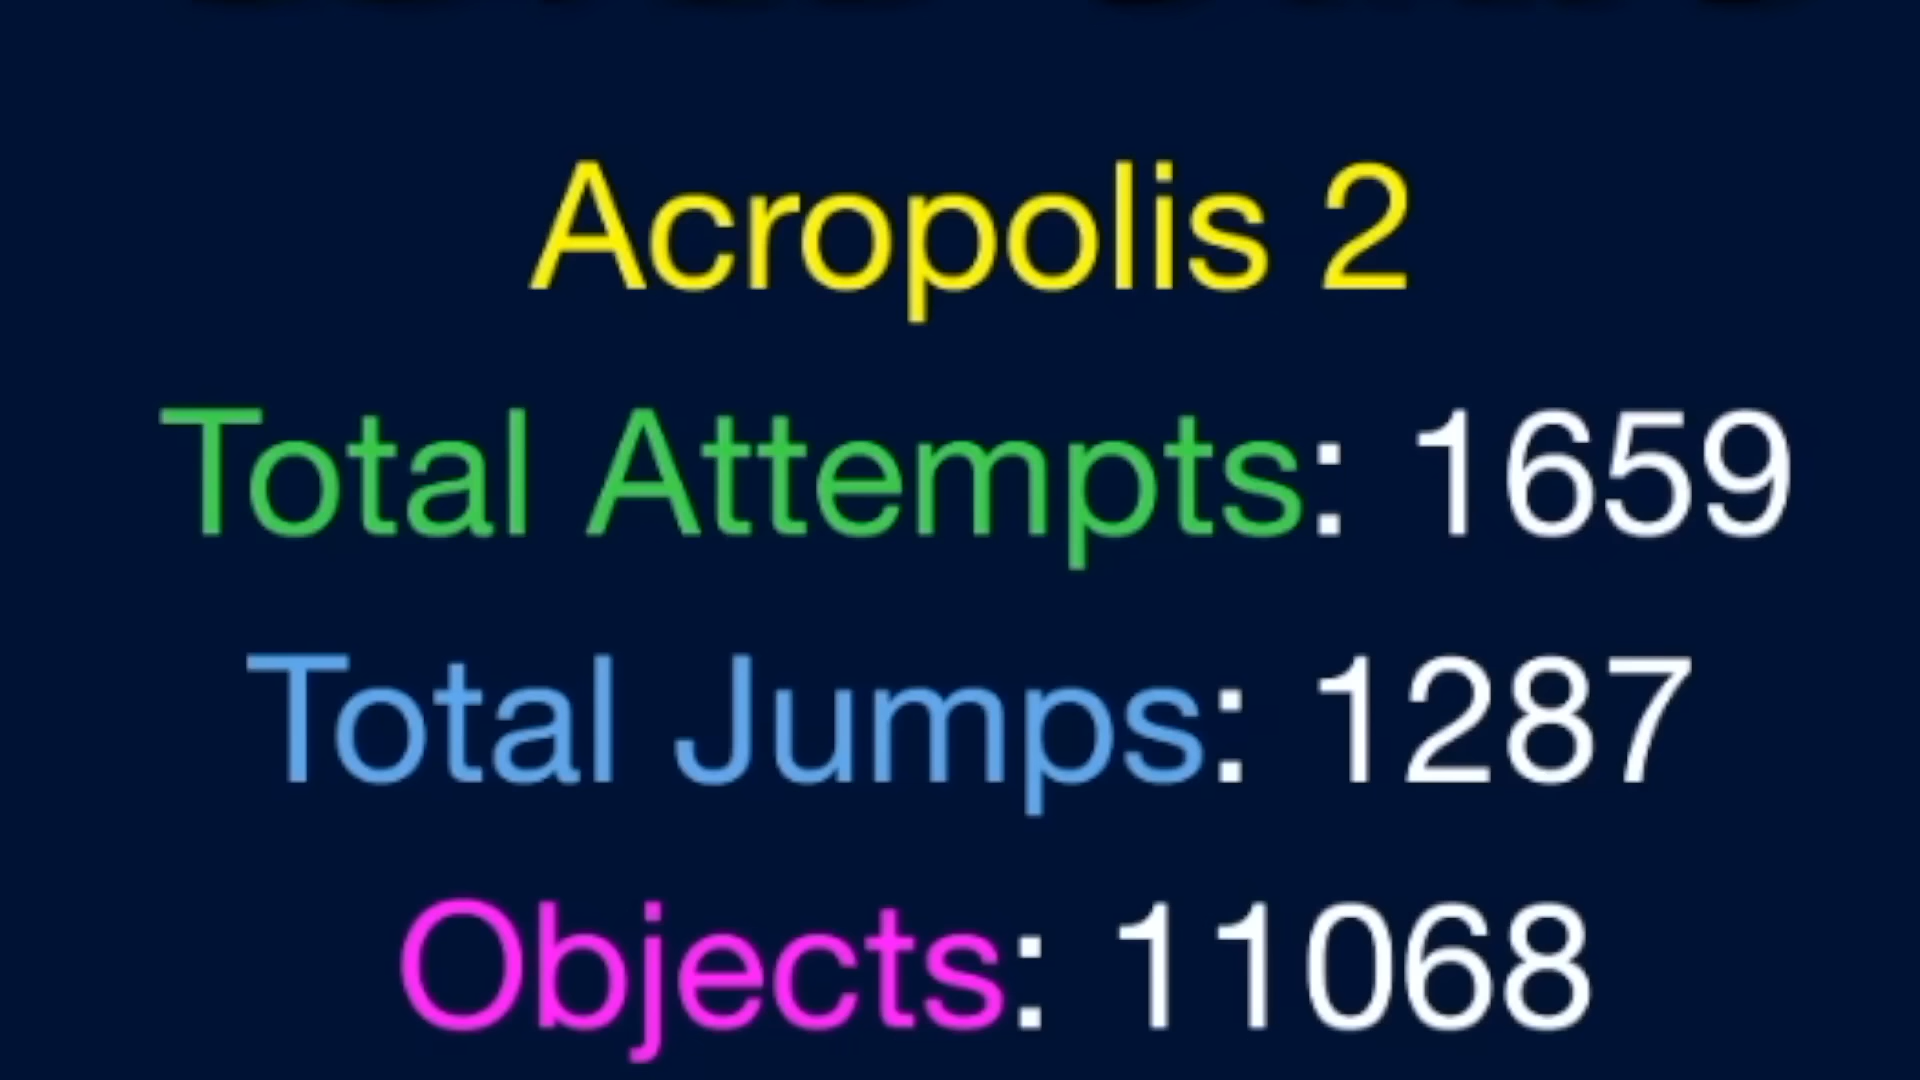 Acropolis 2
Total Attempts: 1659
Total Jumps: 1287
Objects: 11068